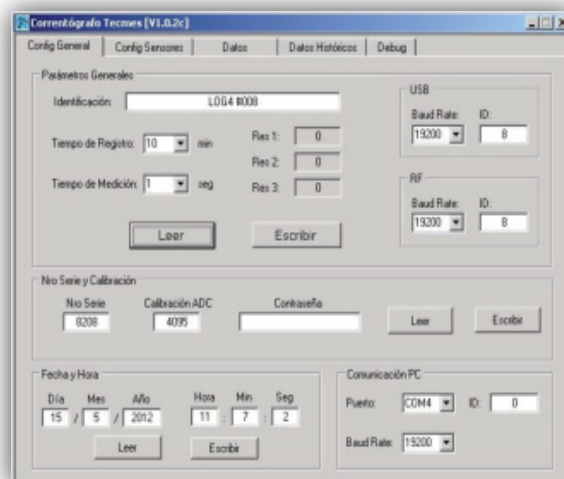 Correntógrafo Tecmes [V1.0.2c]
Config General Config Sensores Datos Datos Históricos Debug
Parámetros Generales
Identificación: LOG4 #008
Tiempo de Registro: 10 min
Tiempo de Medición: 1 seg
Res 1: 0
Res 2: 0
Res 3: 0
Leer Escribir
USB
Baud Rate: ID:
19200 8
RF
Baud Rate: ID:
19200 8
Nro Serie y Calibración
Nro Serie Calibración ADC Contraseña
8208 4095 Leer Escribir
Fecha y Hora
Día Mes Año Hora Min Seg
15 / 5 / 2012 11 : 7 : 2
Leer Escribir
Comunicación PC
Puerto: COM4 ID: 0
Baud Rate: 19200